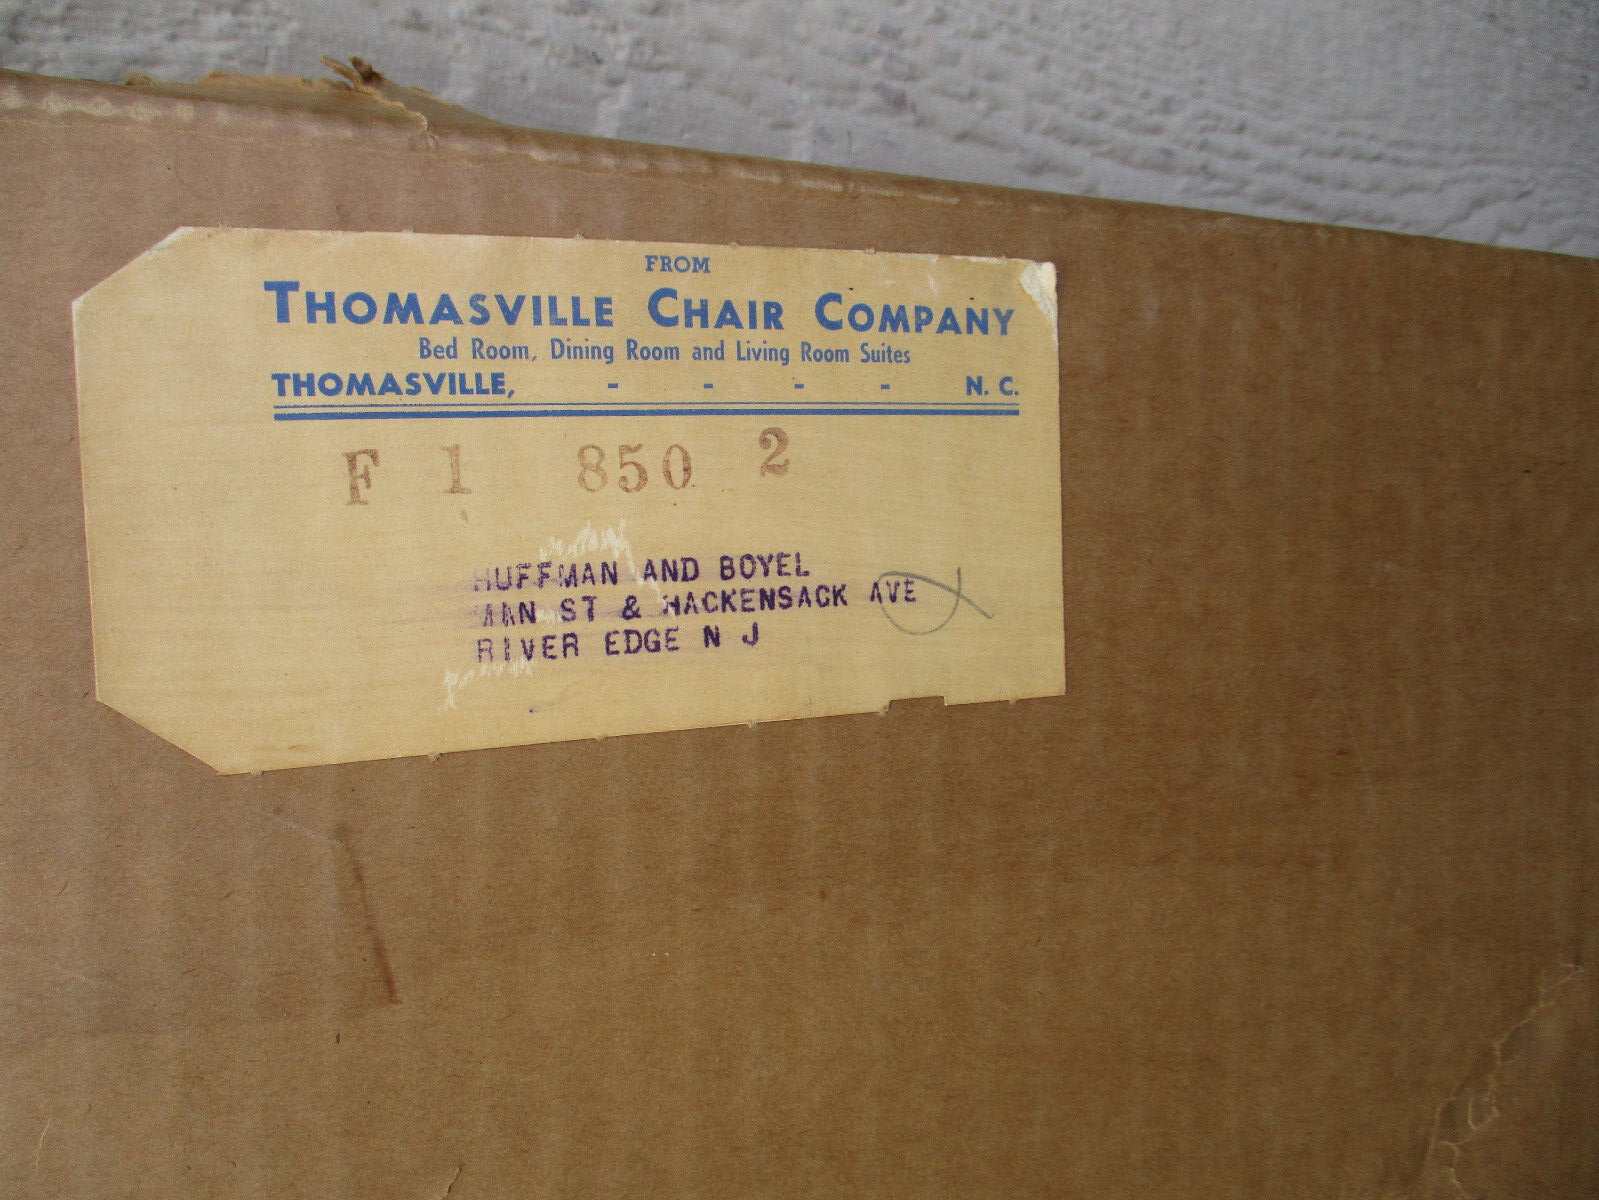 FROM
THOMASVILLE CHAIR COMPANY
Bed Room, Dining Room and Living Room Suites
THOMASVILLE, - - - - N. C.
F 1 850 2
HUFFMAN AND BOYEL
MAIN ST & HACKENSACK AVE
RIVER EDGE N J